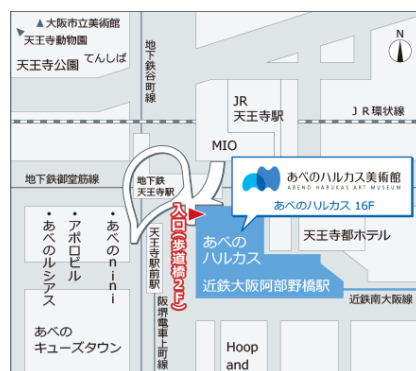 ▲大阪市立美術館
天王寺動物園
天王寺公園
てんしば
地下鉄谷町線
N
JR
天王寺駅
JR環状線
MIO
地下鉄御堂筋線
地下鉄
天王寺駅
あべのハルカス美術館
ABENO HARUKAS ART MUSEUM
あべのハルカス 16F
入口(歩道橋2F)
・あべのnini
・アポロビル
・あべのルシアス
天王寺駅前駅
阪堺電車上町線
あべの
ハルカス
天王寺都ホテル
近鉄大阪阿部野橋駅
近鉄南大阪線
あべの
キューズタウン
Hoop
and